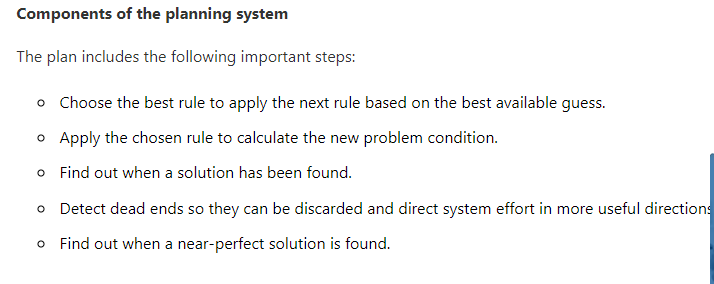 Components of the planning system
The plan includes the following important steps:
Choose the best rule to apply the next rule based on the best available guess.
Apply the chosen rule to calculate the new problem condition.
Find out when a solution has been found.
Detect dead ends so they can be discarded and direct system effort in more useful directions
Find out when a near-perfect solution is found.